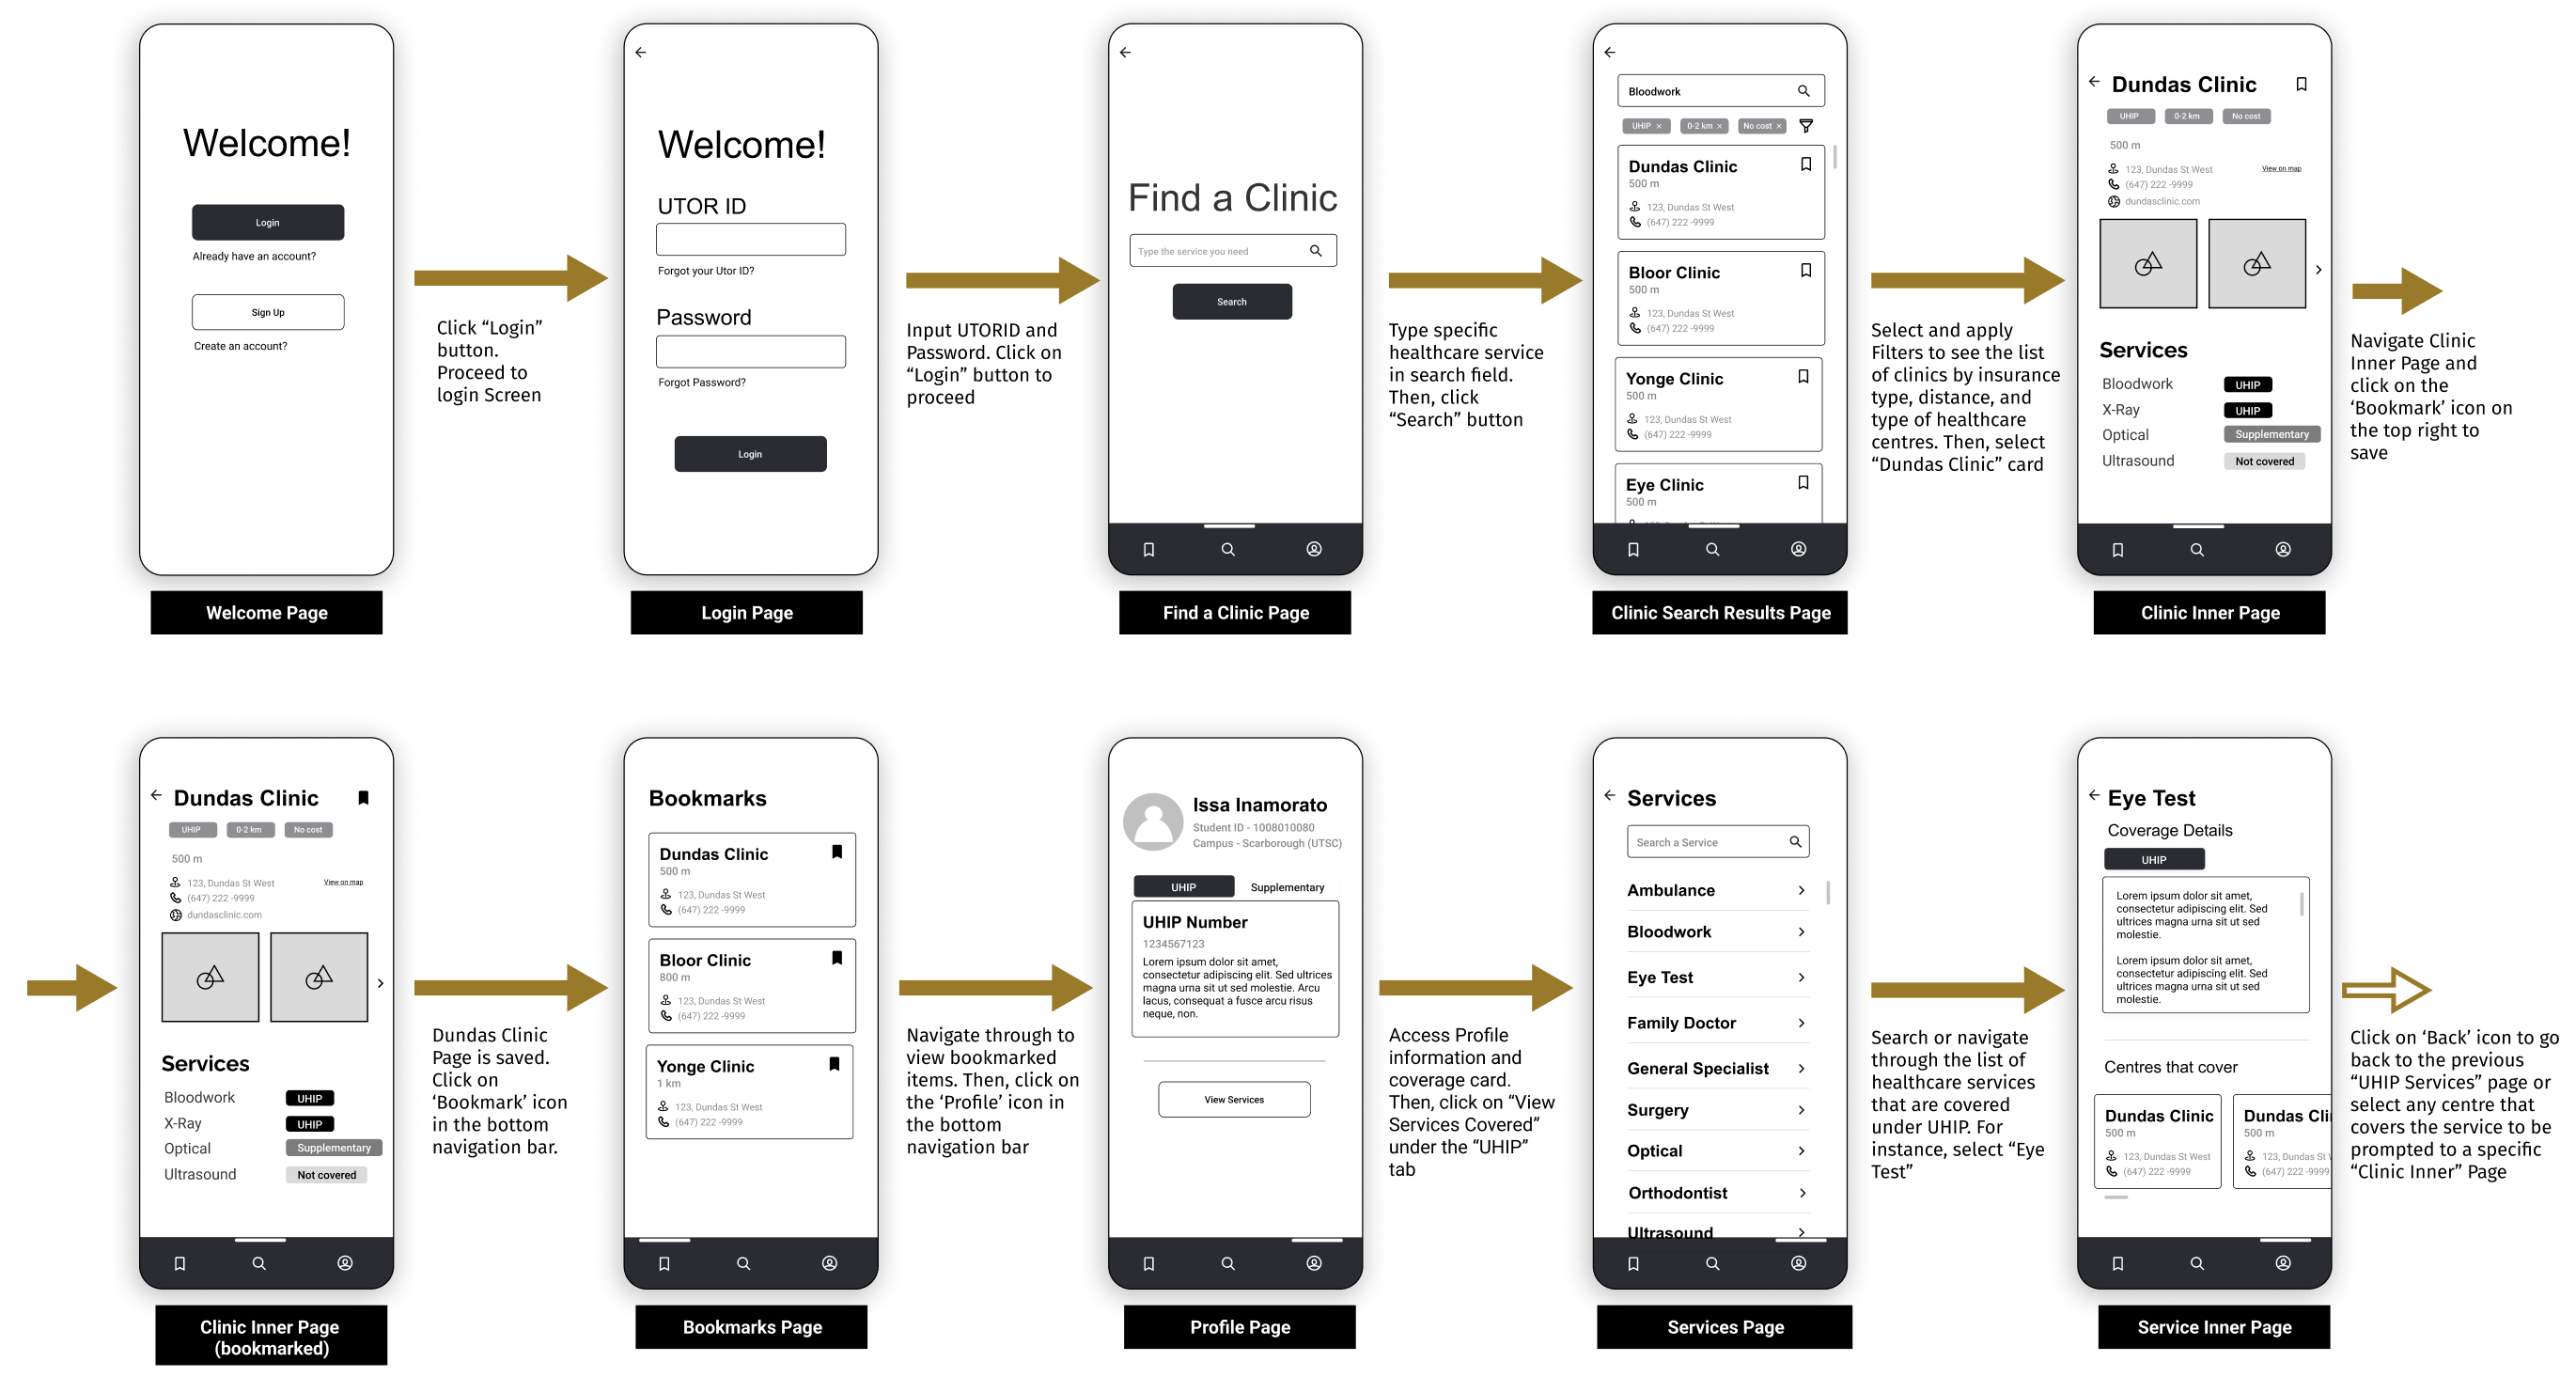 Welcome!
Login
Already have an account?
Sign Up
Create an account?
Welcome Page
Click “Login”
button.
Proceed to
login Screen
Welcome!
UTOR ID
Forgot your Utor ID?
Password
Forgot Password?
Login
Login Page
Input UTORID and
Password. Click on
“Login” button to
proceed
Find a Clinic
Type the service you need
Search
Find a Clinic Page
Type specific
healthcare service
in search field.
Then, click
“Search” button
Bloodwork
UHIP × 0-2 km × No cost ×
Dundas Clinic
500 m
123, Dundas St West
(647) 222 -9999
Bloor Clinic
500 m
123, Dundas St West
(647) 222 -9999
Yonge Clinic
500 m
123, Dundas St West
(647) 222 -9999
Eye Clinic
500 m
Clinic Search Results Page
Select and apply
Filters to see the list
of clinics by insurance
type, distance, and
type of healthcare
centres. Then, select
“Dundas Clinic” card
Dundas Clinic
UHIP 0-2 km No cost
500 m
123, Dundas St West View on map
(647) 222 -9999
dundasclinic.com
Services
Bloodwork UHIP
X-Ray UHIP
Optical Supplementary
Ultrasound Not covered
Clinic Inner Page
Navigate Clinic
Inner Page and
click on the
‘Bookmark’ icon on
the top right to
save
Dundas Clinic
UHIP 0-2 km No cost
500 m
123, Dundas St West View on map
(647) 222 -9999
dundasclinic.com
Services
Bloodwork UHIP
X-Ray UHIP
Optical Supplementary
Ultrasound Not covered
Clinic Inner Page
(bookmarked)
Dundas Clinic
Page is saved.
Click on
‘Bookmark’ icon
in the bottom
navigation bar.
Bookmarks
Dundas Clinic
500 m
123, Dundas St West
(647) 222 -9999
Bloor Clinic
800 m
123, Dundas St West
(647) 222 -9999
Yonge Clinic
1 km
123, Dundas St West
(647) 222 -9999
Bookmarks Page
Navigate through to
view bookmarked
items. Then, click on
the ‘Profile’ icon in
the bottom
navigation bar
Issa Inamorato
Student ID - 1008010080
Campus - Scarborough (UTSC)
UHIP Supplementary
UHIP Number
1234567123
Lorem ipsum dolor sit amet,
consectetur adipiscing elit. Sed ultrices
magna urna sit ut sed molestie. Arcu
lacus, consequat a fusce arcu risus
neque, non.
View Services
Profile Page
Access Profile
information and
coverage card.
Then, click on “View
Services Covered”
under the “UHIP”
tab
Services
Search a Service
Ambulance
Bloodwork
Eye Test
Family Doctor
General Specialist
Surgery
Optical
Orthodontist
Ultrasound
Services Page
Search or navigate
through the list of
healthcare services
that are covered
under UHIP. For
instance, select “Eye
Test”
Eye Test
Coverage Details
UHIP
Lorem ipsum dolor sit amet,
consectetur adipiscing elit. Sed
ultrices magna urna sit ut sed
molestie.
Lorem ipsum dolor sit amet,
consectetur adipiscing elit. Sed
ultrices magna urna sit ut sed
molestie.
Centres that cover
Dundas Clinic
500 m
123, Dundas St West
(647) 222 -9999
Dundas Cli
500 m
123, Dundas St
(647) 222 -9999
Service Inner Page
Click on ‘Back’ icon to go
back to the previous
“UHIP Services” page or
select any centre that
covers the service to be
prompted to a specific
“Clinic Inner” Page